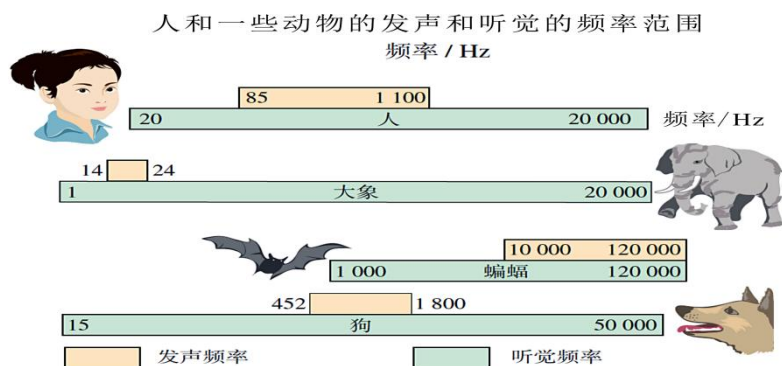 人和一些动物的发声和听觉的频率范围
频率 / Hz
85 1 100
20 人 20 000 频率/Hz
14 24
1 大象 20 000
10 000 120 000
1 000 蝙蝠 120 000
452 1 800
15 狗 50 000
发声频率 听觉频率